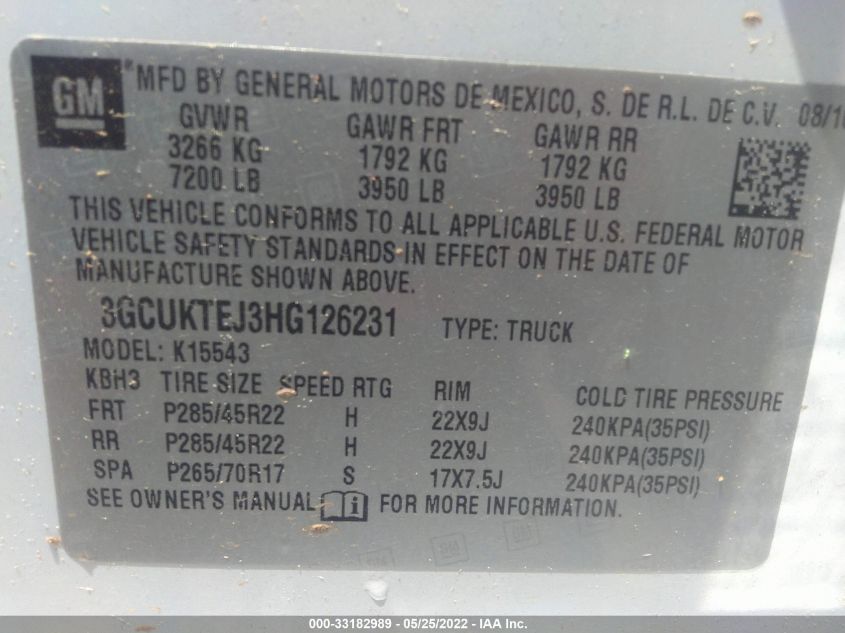 GM
*MFD BY GENERAL MOTORS DE MEXICO, S. DE R.L. DE C.V. 08/16
GVWR GAWR FRT GAWR RR
3266 KG 1792 KG 1792 KG
7200 LB 3950 LB 3950 LB
THIS VEHICLE CONFORMS TO ALL APPLICABLE U.S. FEDERAL MOTOR
VEHICLE SAFETY STANDARDS IN EFFECT ON THE DATE OF
MANUFACTURE SHOWN ABOVE.
3GCUKTEJ3HG126231 TYPE: TRUCK
MODEL: K15543
KBH3 TIRE SIZE SPEED RTG RIM COLD TIRE PRESSURE
FRT P285/45R22 H 22X9J 240KPA(35PSI)
RR P285/45R22 H 22X9J 240KPA(35PSI)
SPA P265/70R17 S 17X7.5J 240KPA(35PSI)
SEE OWNER'S MANUAL FOR MORE INFORMATION.
000-33182989 - 05/25/2022 - IAA Inc.